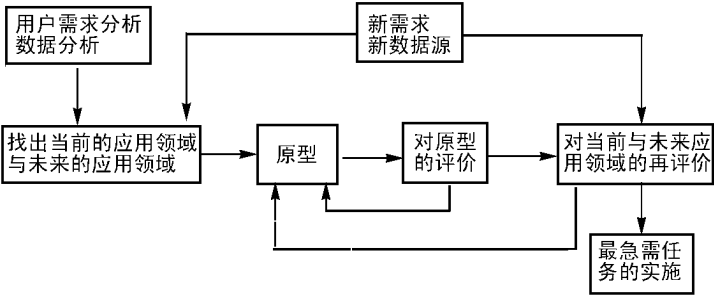 用户需求分析
数据分析
新需求
新数据源
找出当前的应用领域
与未来的应用领域
原型
对原型
的评价
对当前与未来应
用领域的再评价
最急需任
务的实施